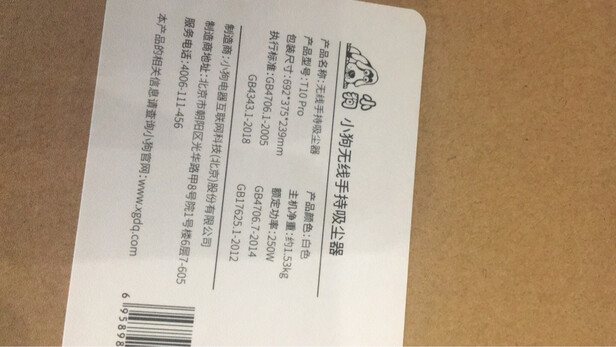 小狗 小狗无线手持吸尘器
产品名称:无线手持吸尘器 产品颜色:白色
产品型号:T10 Pro 主机净重:约1.53kg
包装尺寸:692*375*239mm 额定功率:250W
执行标准:GB4706.1-2005 GB4706.7-2014
GB4343.1-2018 GB17625.1-2012
制造商:小狗电器互联网科技(北京)股份有限公司
制造商地址:北京市朝阳区光华路甲8号院1号楼6层7-605
服务电话:4006-111-456
本产品的相关信息请查询小狗官网:www.xgdq.com
6 95898